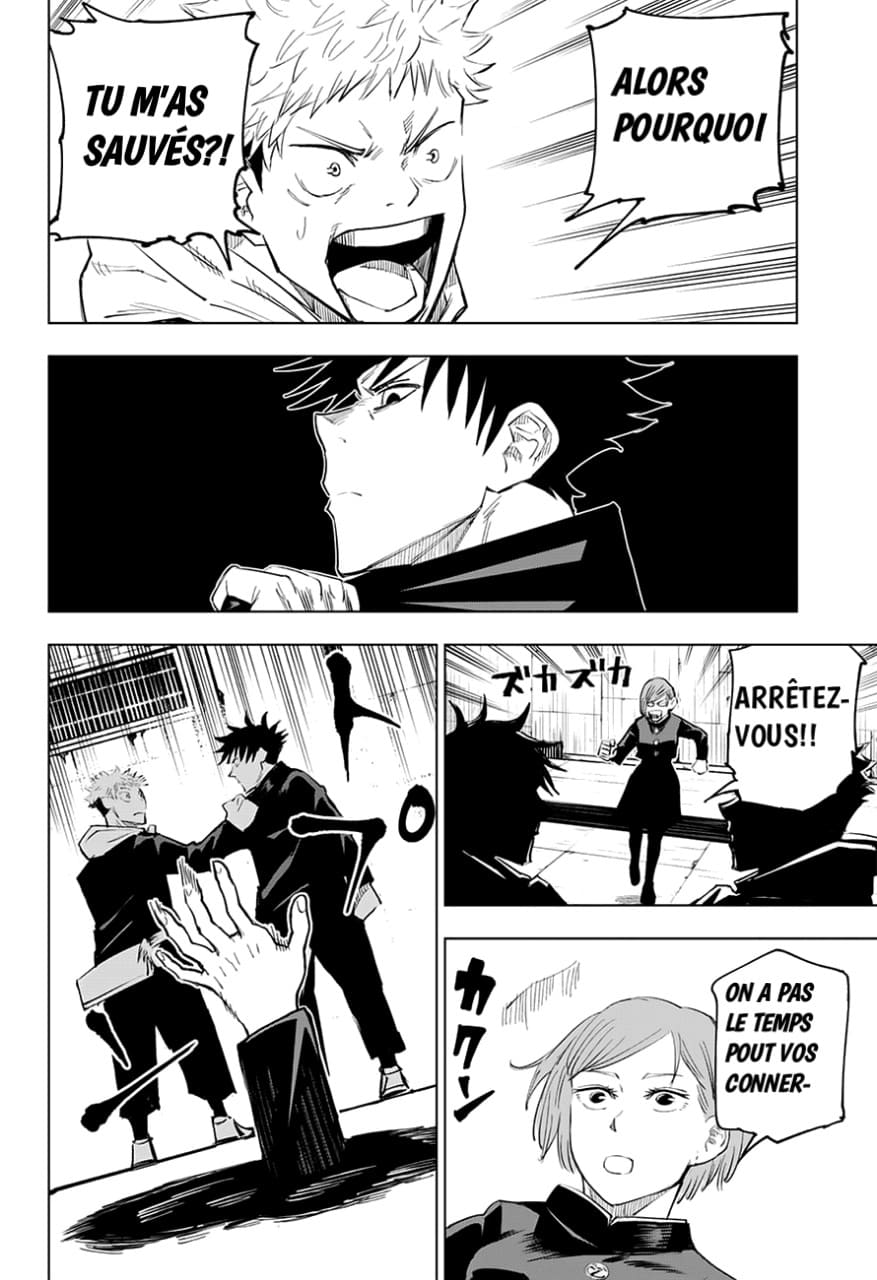 ALORS
POURQUOI
TU M'AS
SAUVÉS?!
ズカズカ
ARRÊTEZ-
VOUS!!
カクン
ON A PAS
LE TEMPS
POUT VOS
CONNER-